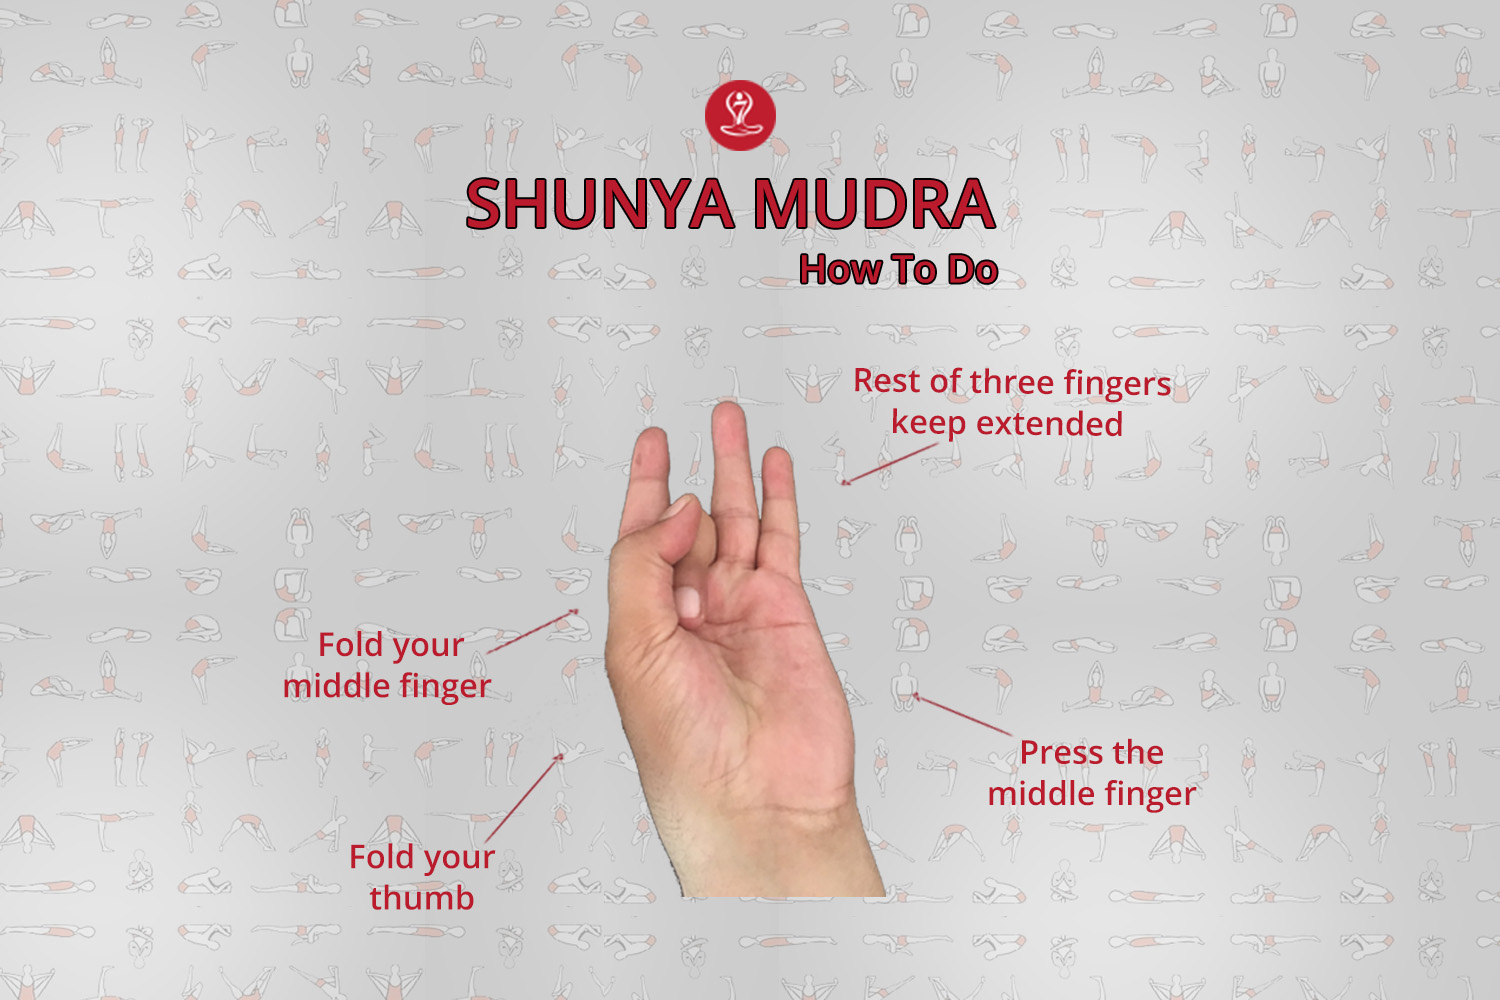 SHUNYA MUDRA
How To Do
Rest of three fingers
keep extended
Fold your
middle finger
Press the
middle finger
Fold your
thumb